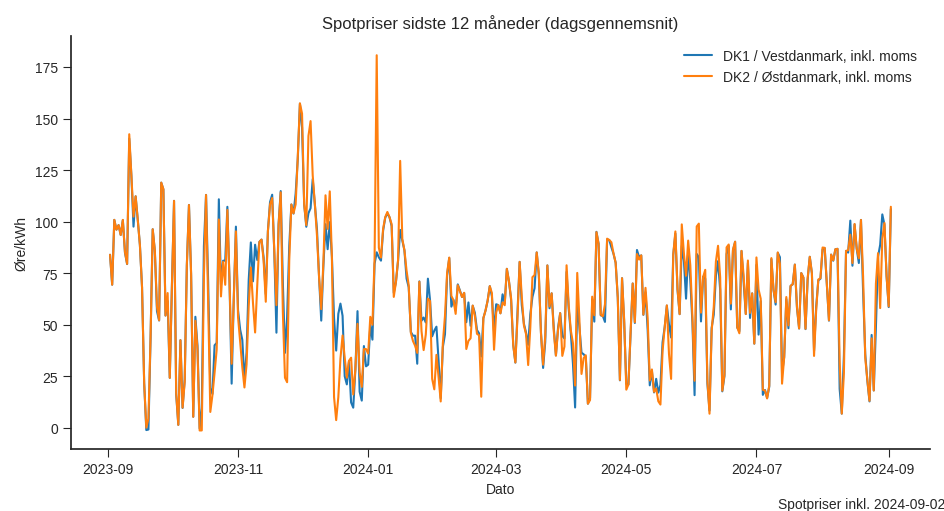 Spotpriser sidste 12 måneder (dagsgennemsnit)
DK1 / Vestdanmark, inkl. moms
DK2 / Østdanmark, inkl. moms
Øre/kWh
175
150
125
100
75
50
25
0
2023-09 2023-11 2024-01 2024-03 2024-05 2024-07 2024-09
Dato
Spotpriser inkl. 2024-09-02